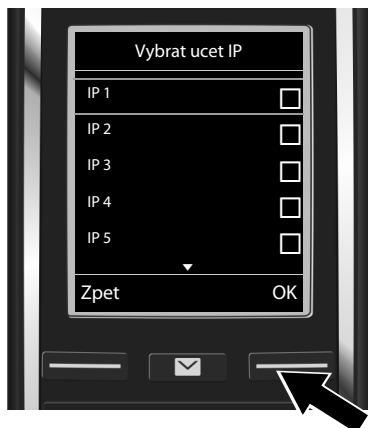 Vybrat ucet IP
IP 1
IP 2
IP 3
IP 4
IP 5
Zpet OK